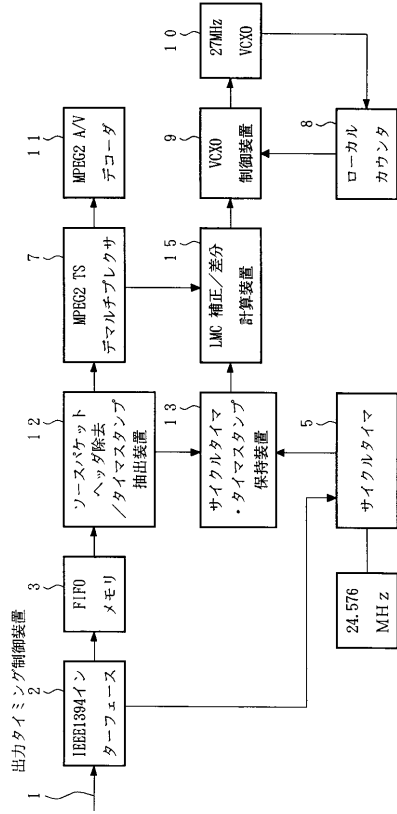 出力タイミング制御装置
1
2
IEEE1394イン
ターフェース
3
FIFO
メモリ
12
ソースパケット
ヘッダ除去
/タイマスタンプ
抽出装置
7
MPEG2 TS
デマルチプレクサ
11
MPEG2 A/V
デコーダ
13
サイクルタイマ
・タイマスタンプ
保持装置
15
LMC 補正/差分
計算装置
9
VCXO
制御装置
10
27MHz
VCXO
5
サイクルタイマ
24.576
MHz
8
ローカル
カウンタ